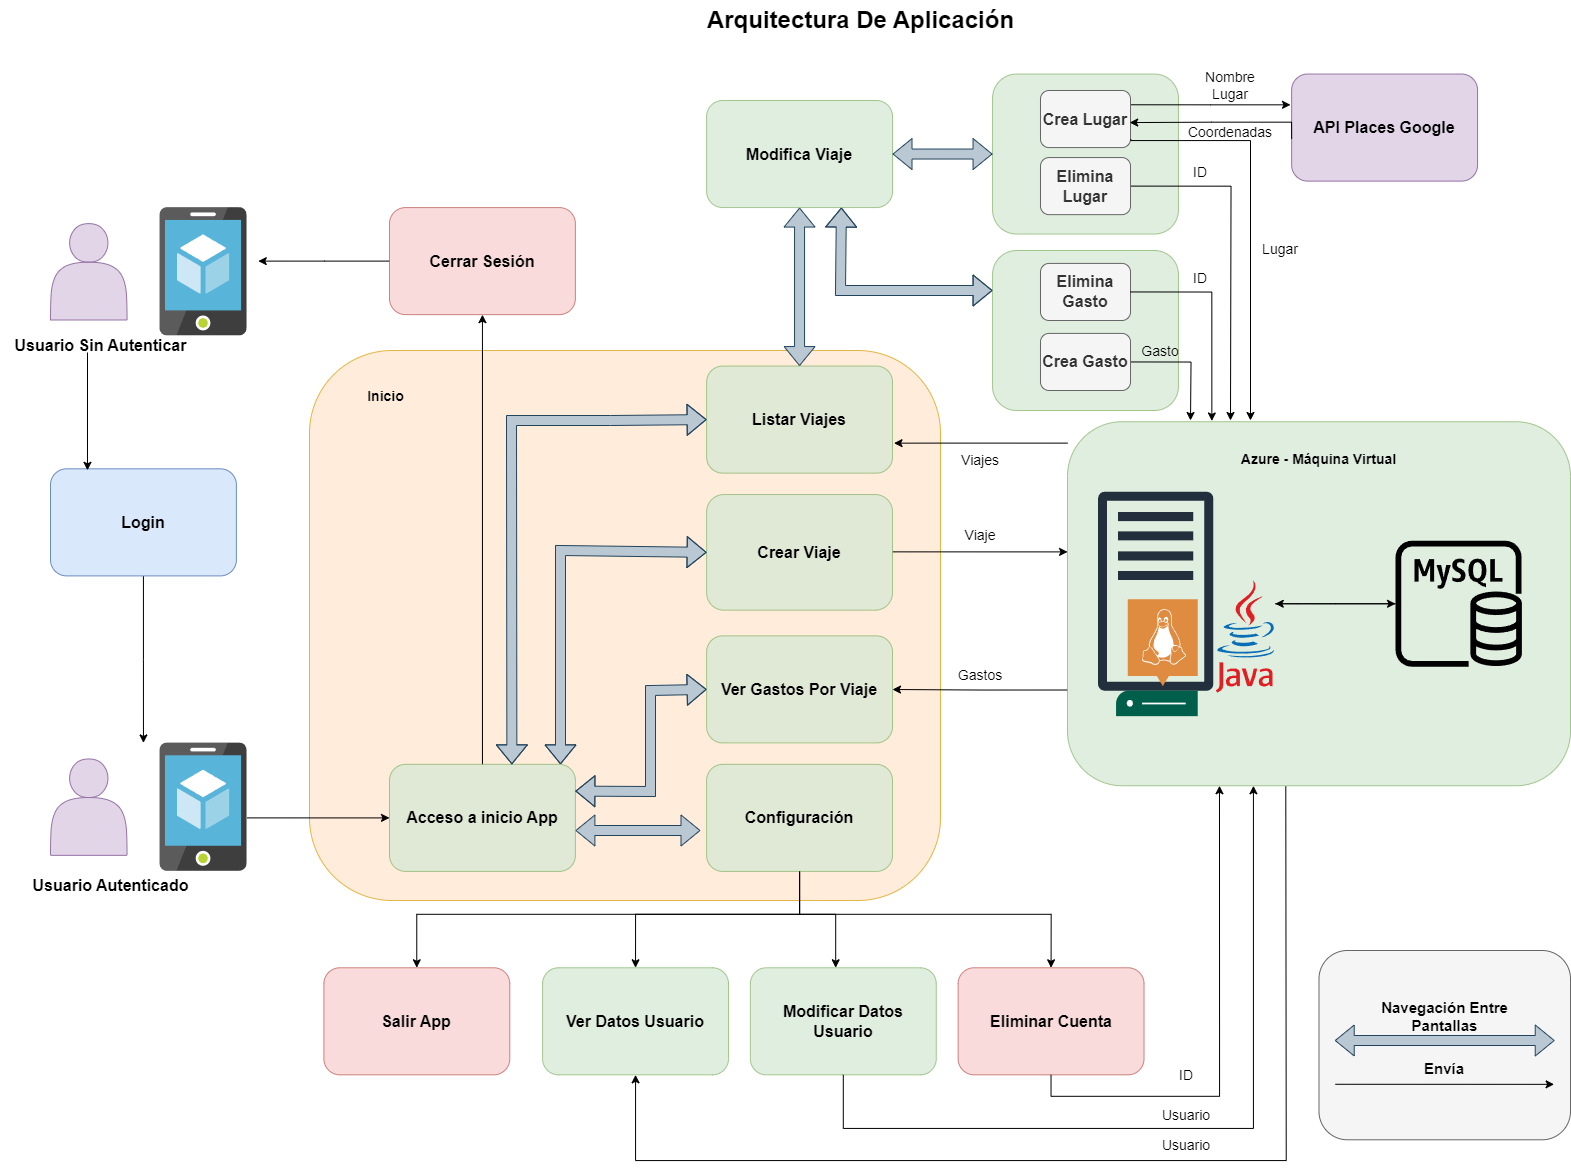 Arquitectura De Aplicación
Nombre
Lugar
Crea Lugar
API Places Google
Coordenadas
Modifica Viaje
Elimina
Lugar
ID
Cerrar Sesión
Lugar
Elimina
Gasto
ID
Usuario Sin Autenticar
Crea Gasto
Gasto
Inicio
Listar Viajes
Viajes
Azure - Máquina Virtual
Login
Crear Viaje
Viaje
MySQL
Java
Ver Gastos Por Viaje
Gastos
Acceso a inicio App
Configuración
Usuario Autenticado
Salir App
Ver Datos Usuario
Modificar Datos
Usuario
Eliminar Cuenta
Navegación Entre
Pantallas
Envía
ID
Usuario
Usuario